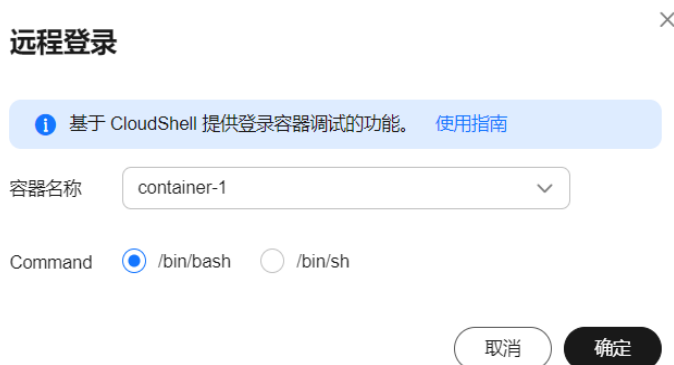 远程登录
基于 CloudShell 提供登录容器调试的功能。 使用指南
容器名称 container-1
Command /bin/bash /bin/sh
取消 确定